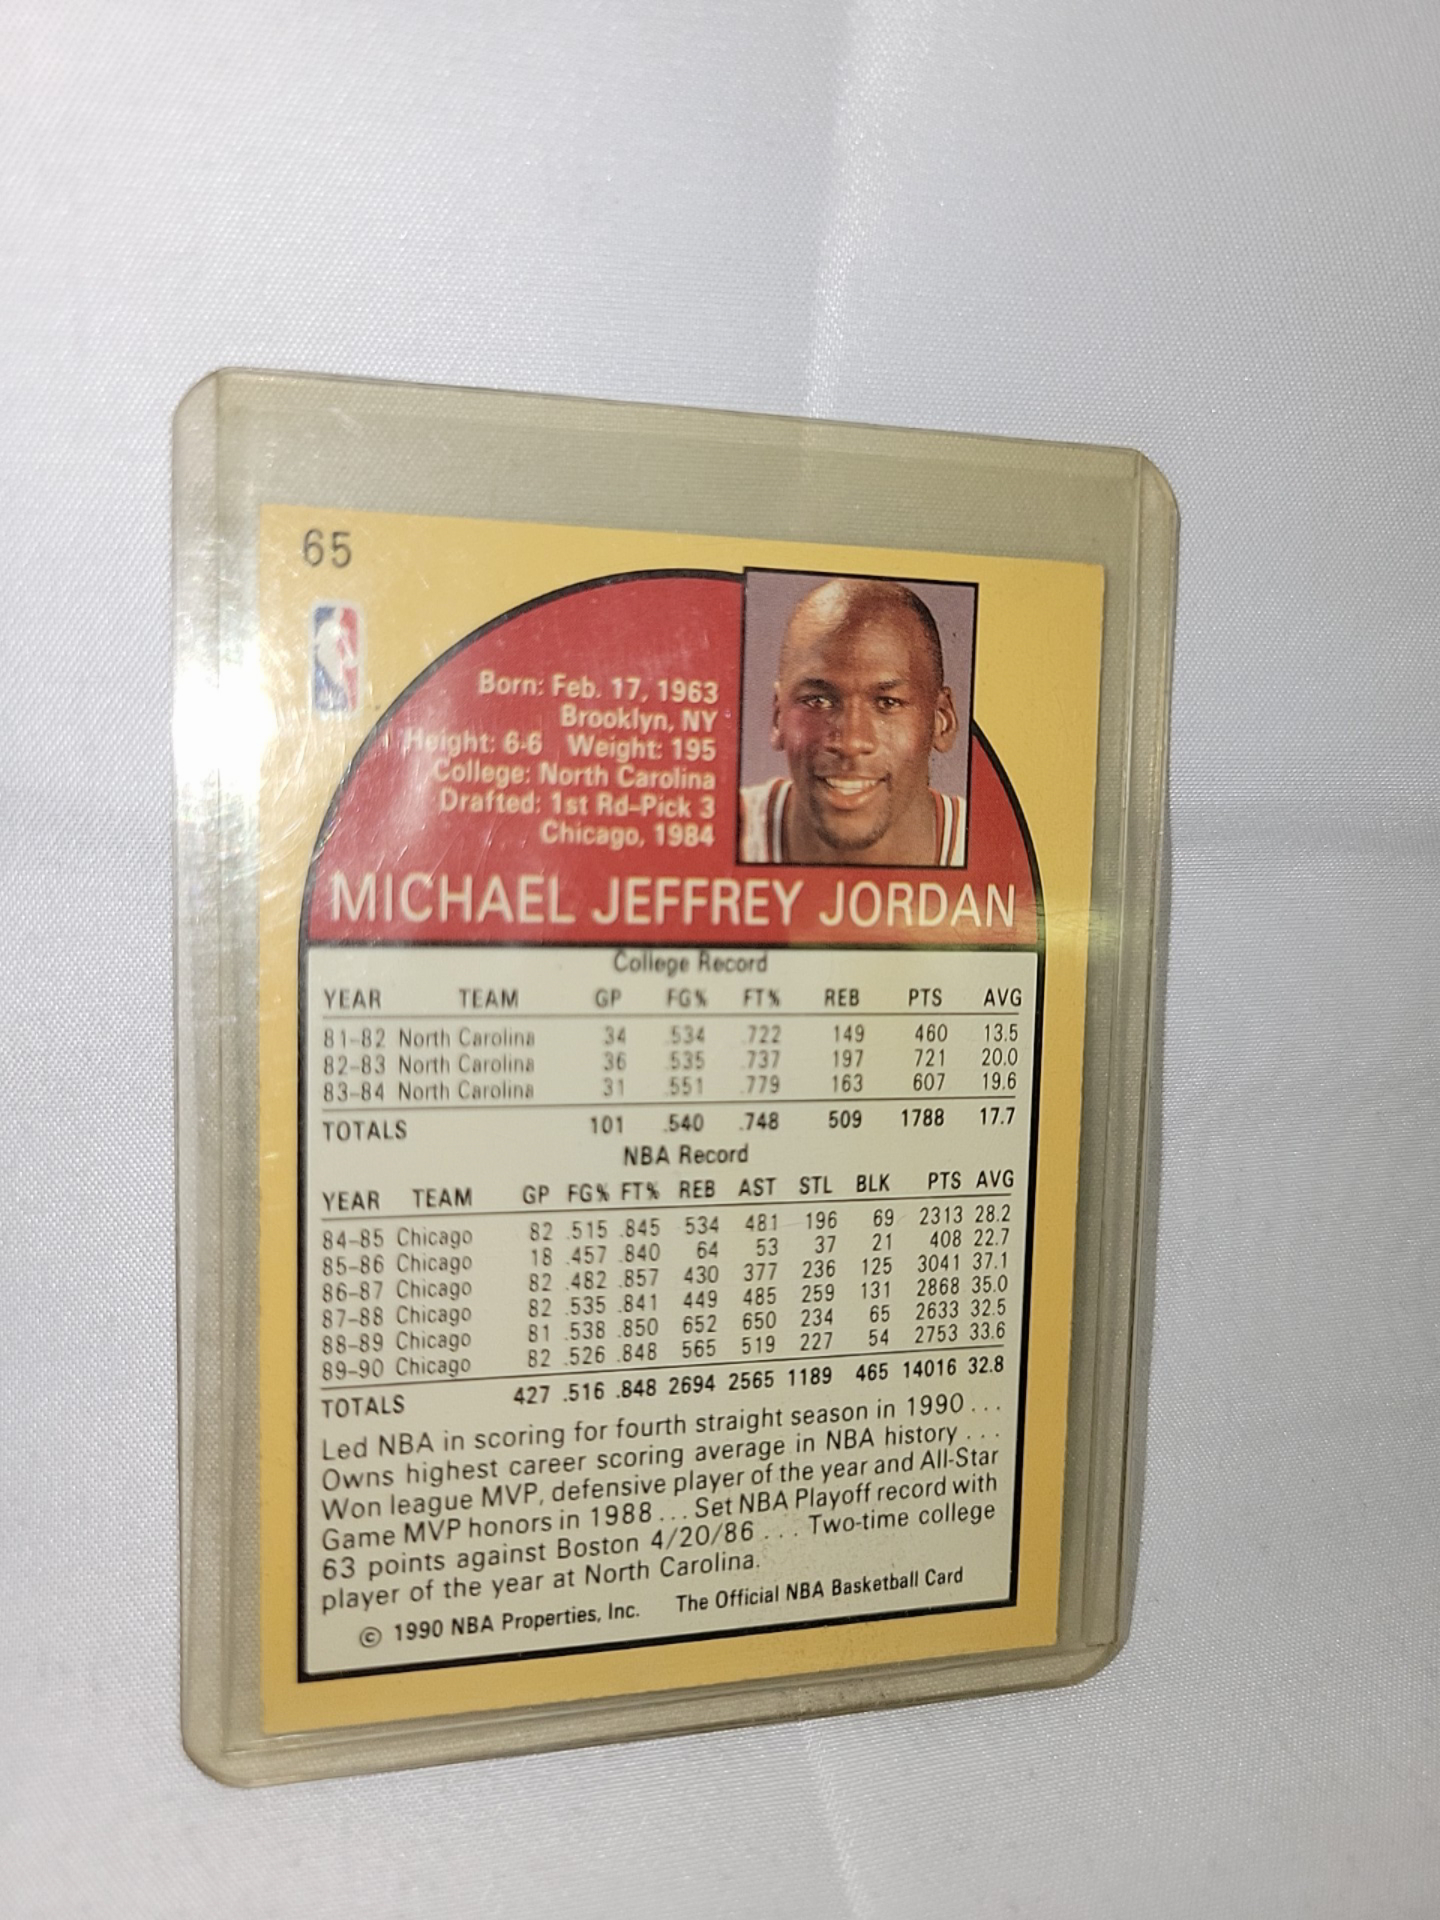 65
Born: Feb. 17, 1963
Brooklyn, NY
Height: 6-6 Weight: 195
College: North Carolina
Drafted: 1st Rd–Pick 3
Chicago, 1984
MICHAEL JEFFREY JORDAN
College Record
YEAR TEAM GP FG% FT% REB PTS AVG
81–82 North Carolina 34 .534 .722 149 460 13.5
82–83 North Carolina 36 .535 .737 197 721 20.0
83–84 North Carolina 31 .551 .779 163 607 19.6
TOTALS 101 .540 .748 509 1788 17.7
NBA Record
YEAR TEAM GP FG% FT% REB AST STL BLK PTS AVG
84–85 Chicago 82 .515 .845 534 481 196 69 2313 28.2
85–86 Chicago 18 .457 .840 64 53 37 21 408 22.7
86–87 Chicago 82 .482 .857 430 377 236 125 3041 37.1
87–88 Chicago 82 .535 .841 449 485 259 131 2868 35.0
88–89 Chicago 81 .538 .850 652 650 234 65 2633 32.5
89–90 Chicago 82 .526 .848 565 519 227 54 2753 33.6
TOTALS 427 .516 .848 2694 2565 1189 465 14016 32.8
Led NBA in scoring for fourth straight season in 1990 . . .
Owns highest career scoring average in NBA history . . .
Won league MVP, defensive player of the year and All-Star
Game MVP honors in 1988 . . . Set NBA Playoff record with
63 points against Boston 4/20/86 . . . Two-time college
player of the year at North Carolina.
© 1990 NBA Properties, Inc. The Official NBA Basketball Card